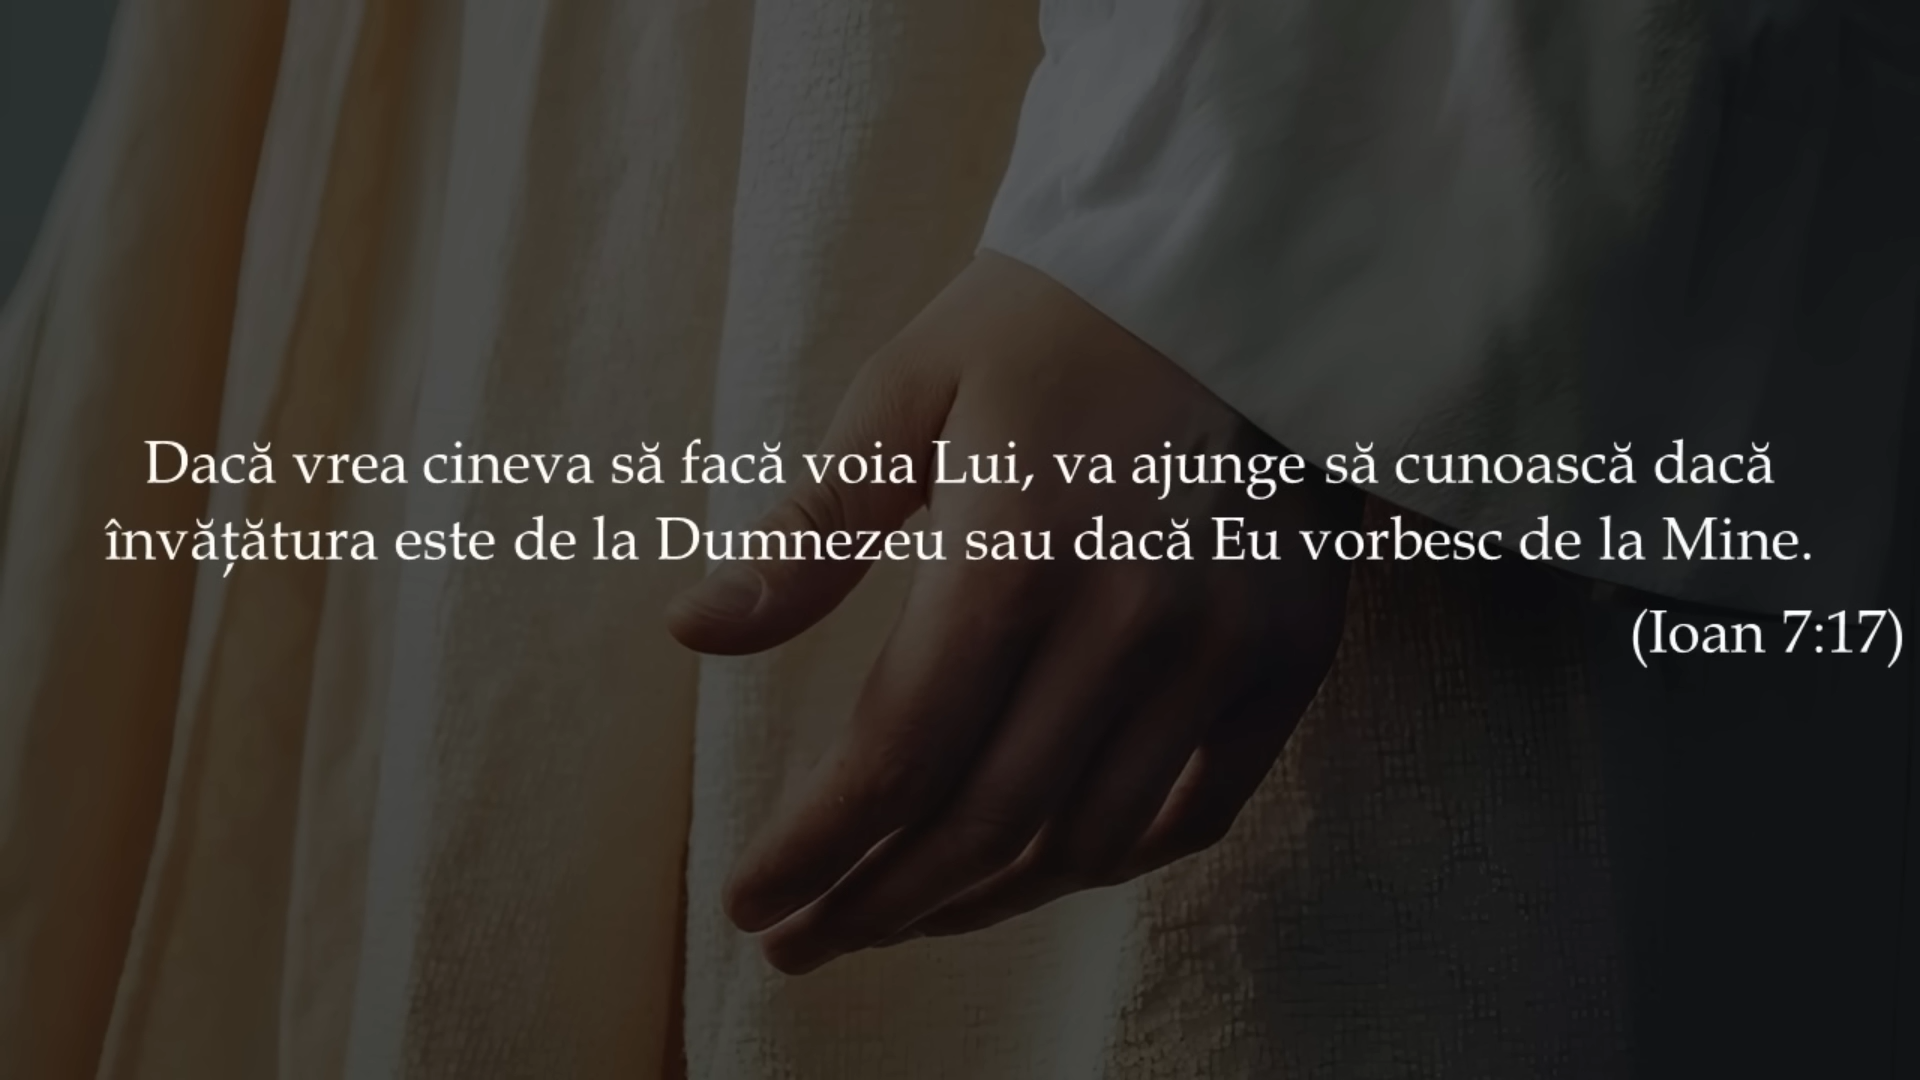 Dacă vrea cineva să facă voia Lui, va ajunge să cunoască dacă
învățătura este de la Dumnezeu sau dacă Eu vorbesc de la Mine.
(Ioan 7:17)